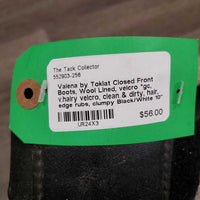 The Tack Collector
552903-256
Valena by Toklat Closed Front
Boots, Wool Lined, velcro *gc,
v.hairy velcro, clean & dirty, hair,
edge rubs, clumpy Black/White 10"
$56.00
UR24X3